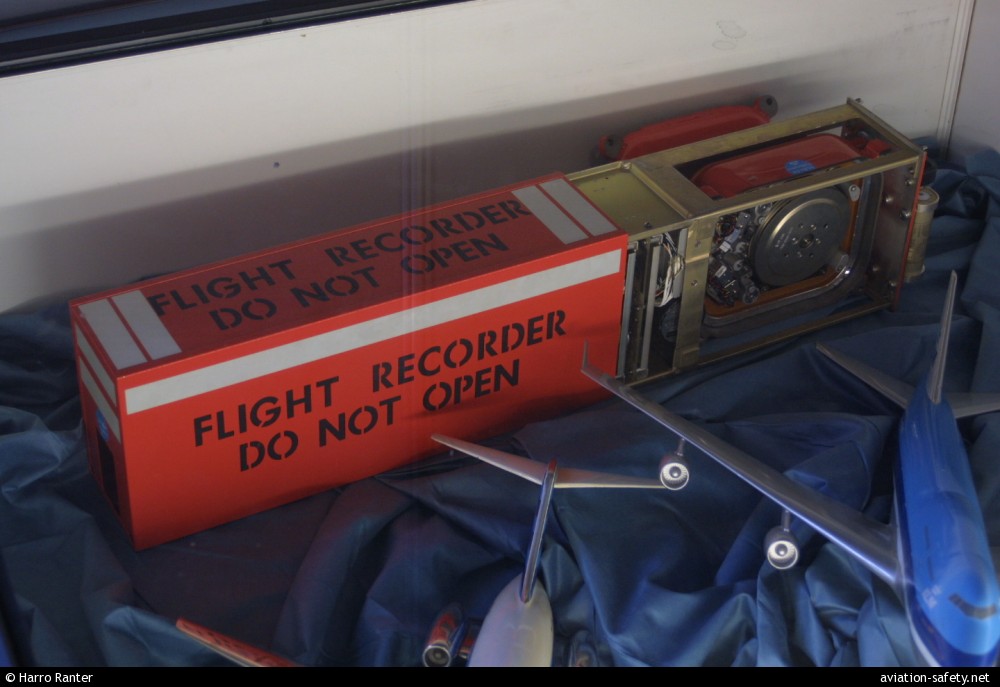 FLIGHT RECORDER
DO NOT OPEN
FLIGHT RECORDER
DO NOT OPEN
© Harro Ranter
aviation-safety.net